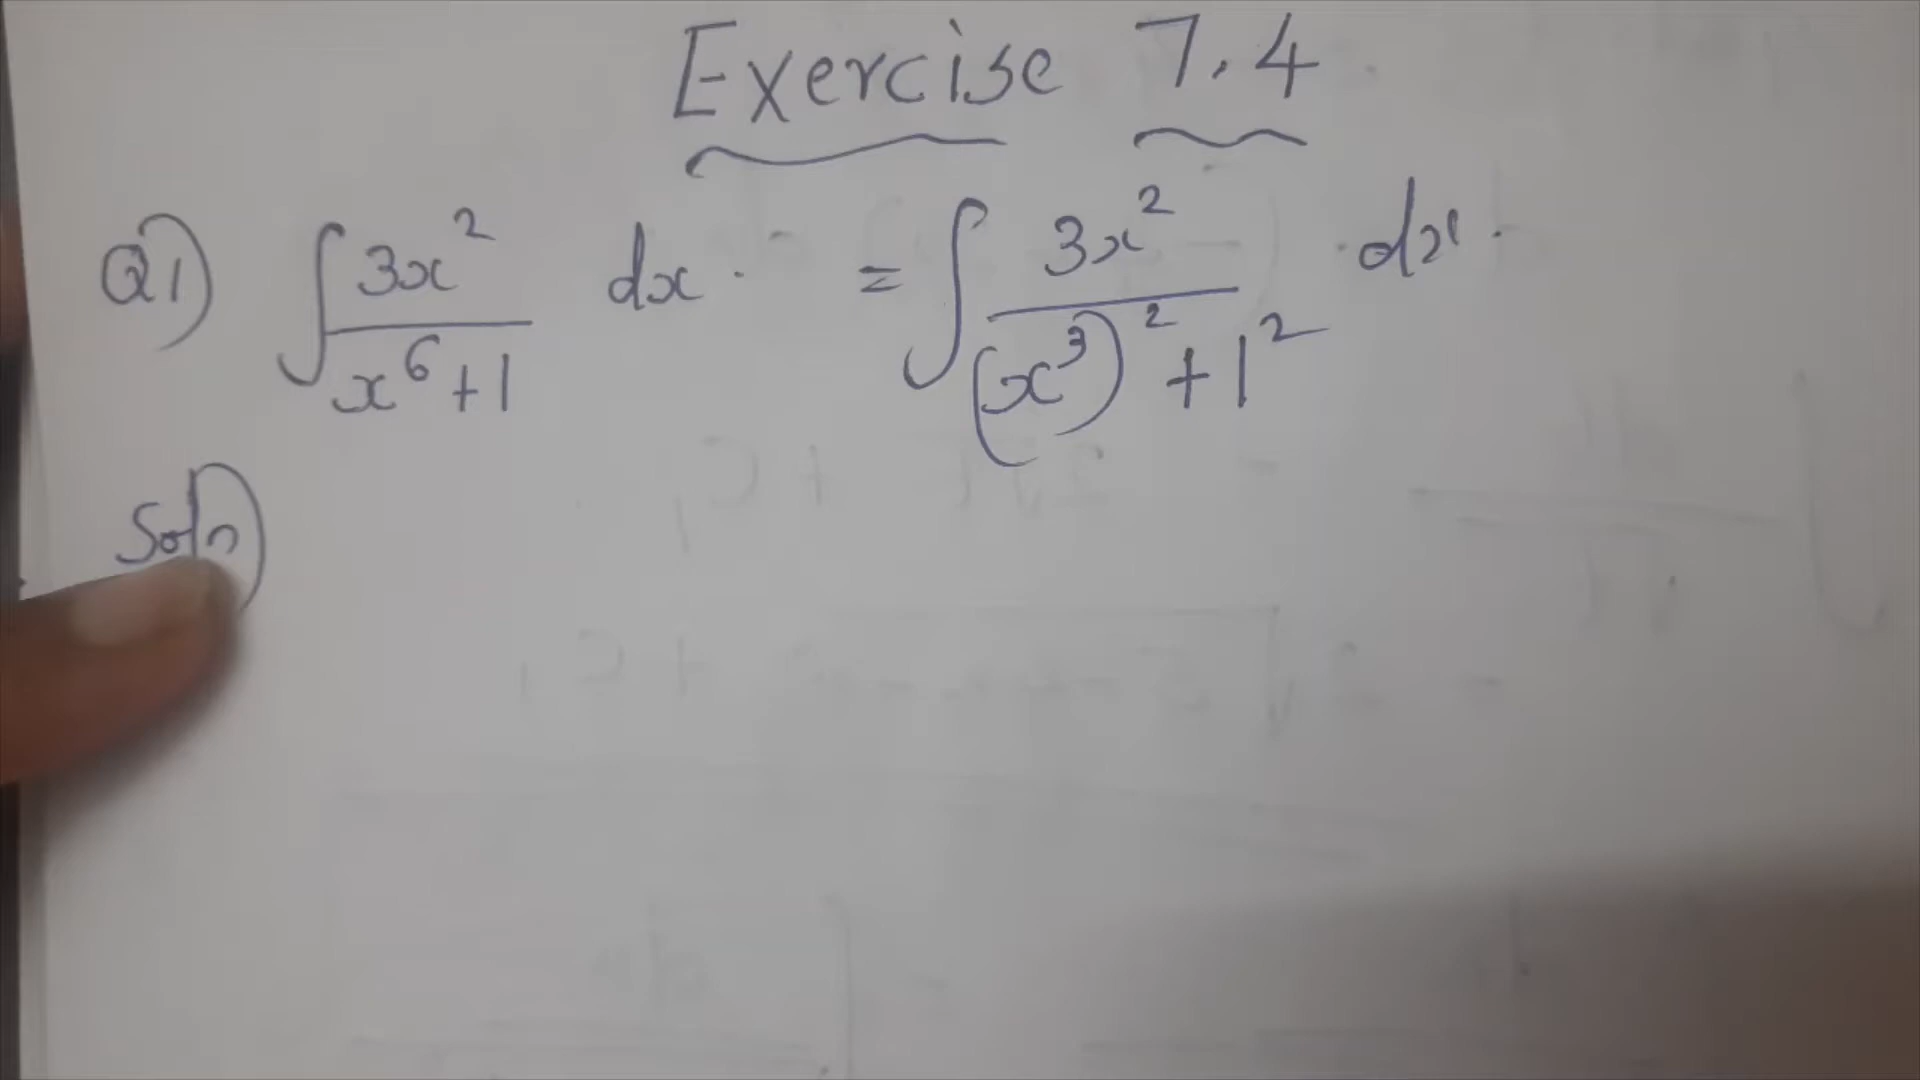 Exercise 7.4
Q1) ∫ 3x²/(x⁶+1) dx. = ∫ 3x²/((x³)²+1²) dx.
Soln)